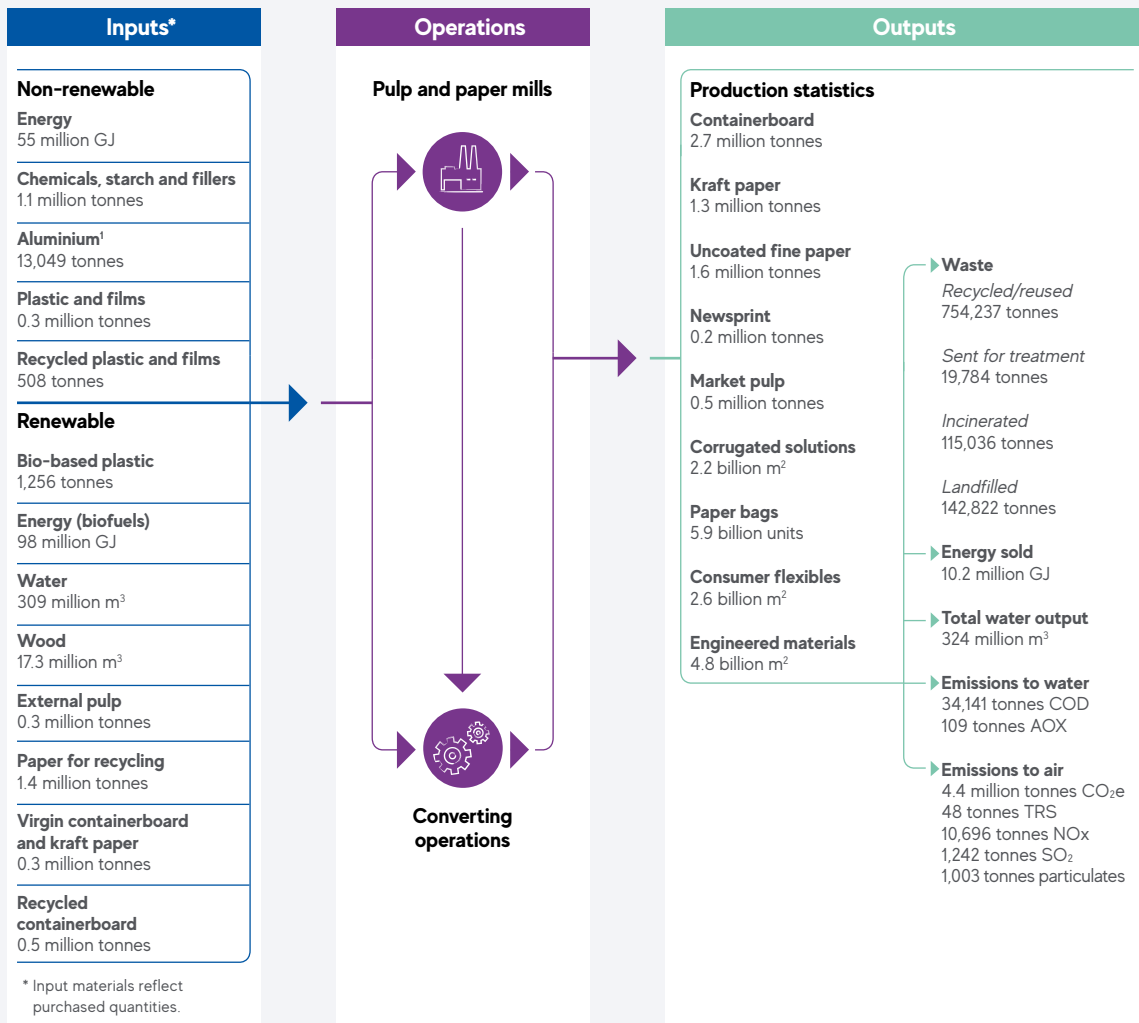 Inputs*
Non-renewable
Energy
55 million GJ
Chemicals, starch and fillers
1.1 million tonnes
Aluminium¹
13,049 tonnes
Plastic and films
0.3 million tonnes
Recycled plastic and films
508 tonnes
Renewable
Bio-based plastic
1,256 tonnes
Energy (biofuels)
98 million GJ
Water
309 million m³
Wood
17.3 million m³
External pulp
0.3 million tonnes
Paper for recycling
1.4 million tonnes
Virgin containerboard
and kraft paper
0.3 million tonnes
Recycled
containerboard
0.5 million tonnes
* Input materials reflect
purchased quantities.
Operations
Pulp and paper mills
Converting
operations
Outputs
Production statistics
Containerboard
2.7 million tonnes
Kraft paper
1.3 million tonnes
Uncoated fine paper
1.6 million tonnes
Newsprint
0.2 million tonnes
Market pulp
0.5 million tonnes
Corrugated solutions
2.2 billion m²
Paper bags
5.9 billion units
Consumer flexibles
2.6 billion m²
Engineered materials
4.8 billion m²
Waste
Recycled/reused
754,237 tonnes
Sent for treatment
19,784 tonnes
Incinerated
115,036 tonnes
Landfilled
142,822 tonnes
Energy sold
10.2 million GJ
Total water output
324 million m³
Emissions to water
34,141 tonnes COD
109 tonnes AOX
Emissions to air
4.4 million tonnes CO₂e
48 tonnes TRS
10,696 tonnes NOx
1,242 tonnes SO₂
1,003 tonnes particulates